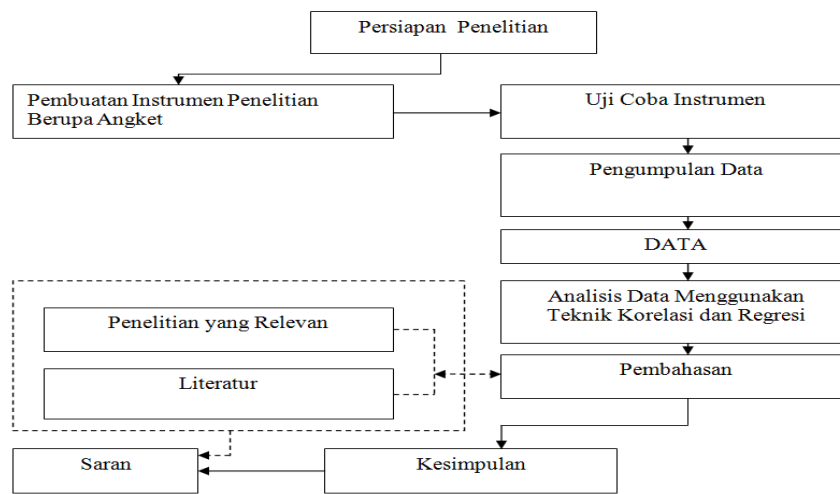 Persiapan Penelitian
Pembuatan Instrumen Penelitian
Berupa Angket
Uji Coba Instrumen
Pengumpulan Data
DATA
Analisis Data Menggunakan
Teknik Korelasi dan Regresi
Penelitian yang Relevan
Literatur
Pembahasan
Saran
Kesimpulan